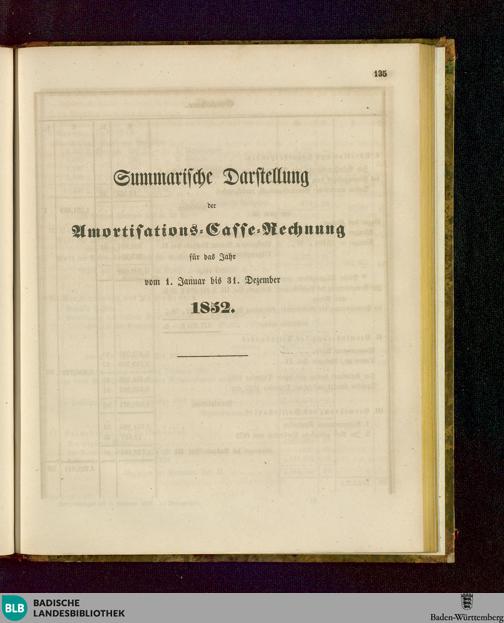 135
Summarische Darstellung
der
Amortisations-Casse-Rechnung
für das Jahr
vom 1. Januar bis 31. Dezember
1852.
BLB
BADISCHE
LANDESBIBLIOTHEK
Baden-Württemberg